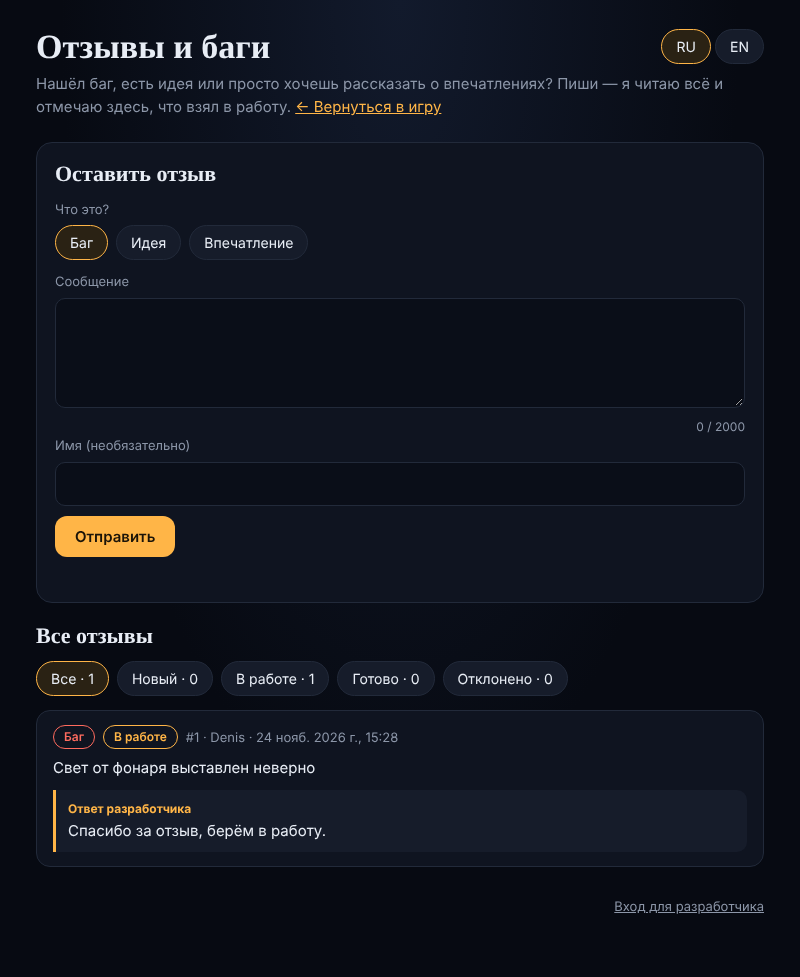 Отзывы и баги
RU EN
Нашёл баг, есть идея или просто хочешь рассказать о впечатлениях? Пиши — я читаю всё и
отмечаю здесь, что взял в работу. ← Вернуться в игру
Оставить отзыв
Что это?
Баг Идея Впечатление
Сообщение
0 / 2000
Имя (необязательно)
Отправить
Все отзывы
Все · 1 Новый · 0 В работе · 1 Готово · 0 Отклонено · 0
Баг В работе #1 · Denis · 24 нояб. 2026 г., 15:28
Свет от фонаря выставлен неверно
Ответ разработчика
Спасибо за отзыв, берём в работу.
Вход для разработчика